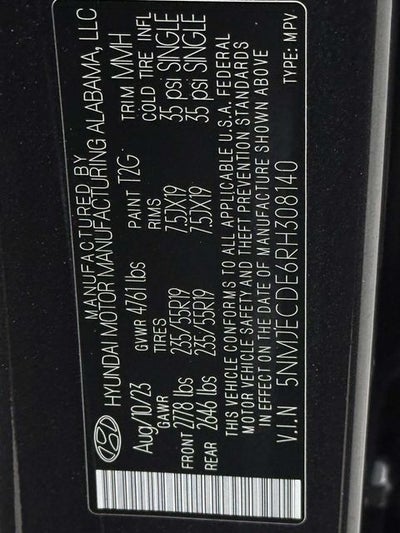 MANUFACTURED BY
HYUNDAI MOTOR MANUFACTURING ALABAMA, LLC
Aug/10/23 GVWR 4761 lbs PAINT T2G TRIM MMH
TIRES RIMS COLD TIRE INFL
FRONT 2778 lbs 235/55R19 7.5JX19 35 psi SINGLE
GAWR
REAR 2646 lbs 235/55R19 7.5JX19 35 psi SINGLE
THIS VEHICLE CONFORMS TO ALL APPLICABLE U.S.A. FEDERAL
MOTOR VEHICLE SAFETY AND THEFT PREVENTION STANDARDS
IN EFFECT ON THE DATE OF MANUFACTURE SHOWN ABOVE
V.I.N 5NMJECDE6RH308140 TYPE: MPV